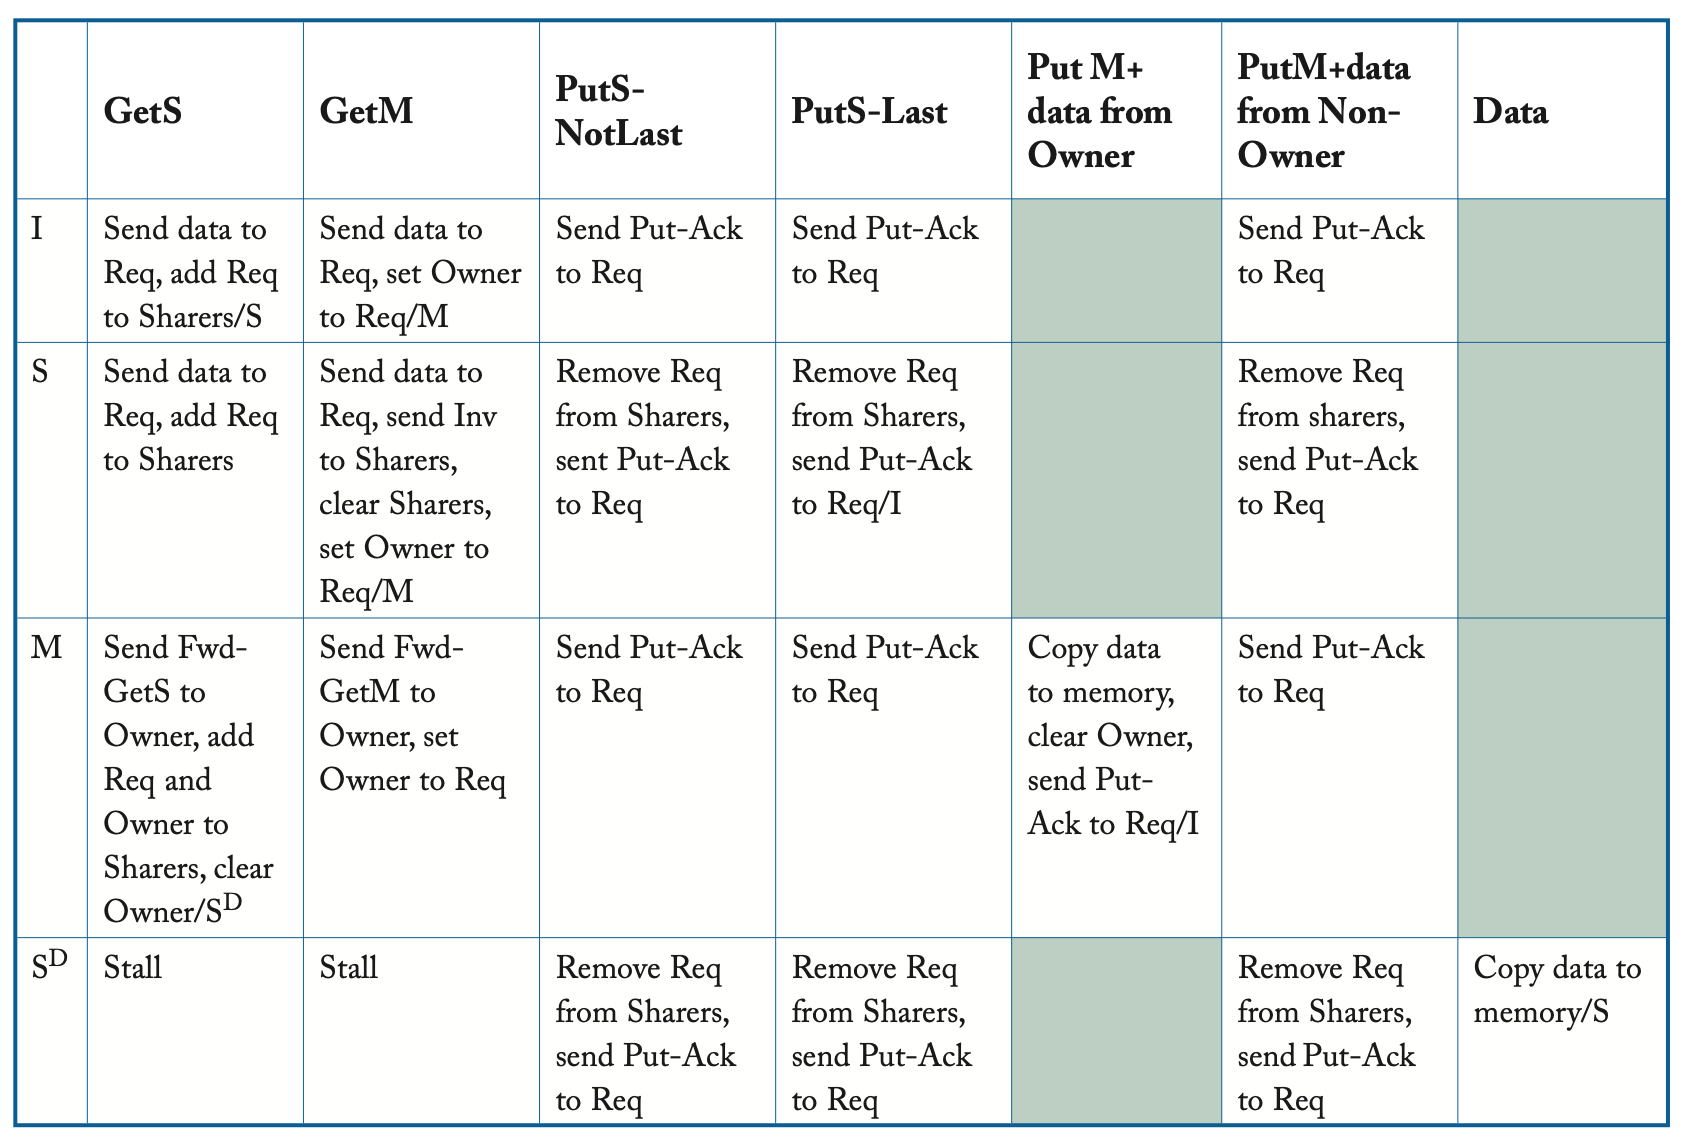 GetS
GetM
PutS-
NotLast
PutS-Last
Put M+
data from
Owner
PutM+data
from Non-
Owner
Data
I
Send data to
Req, add Req
to Sharers/S
Send data to
Req, set Owner
to Req/M
Send Put-Ack
to Req
Send Put-Ack
to Req
Send Put-Ack
to Req
S
Send data to
Req, add Req
to Sharers
Send data to
Req, send Inv
to Sharers,
clear Sharers,
set Owner to
Req/M
Remove Req
from Sharers,
sent Put-Ack
to Req
Remove Req
from Sharers,
send Put-Ack
to Req/I
Remove Req
from sharers,
send Put-Ack
to Req
M
Send Fwd-
GetS to
Owner, add
Req and
Owner to
Sharers, clear
Owner/S^D
Send Fwd-
GetM to
Owner, set
Owner to Req
Send Put-Ack
to Req
Send Put-Ack
to Req
Copy data
to memory,
clear Owner,
send Put-
Ack to Req/I
Send Put-Ack
to Req
S^D
Stall
Stall
Remove Req
from Sharers,
send Put-Ack
to Req
Remove Req
from Sharers,
send Put-Ack
to Req
Remove Req
from Sharers,
send Put-Ack
to Req
Copy data to
memory/S